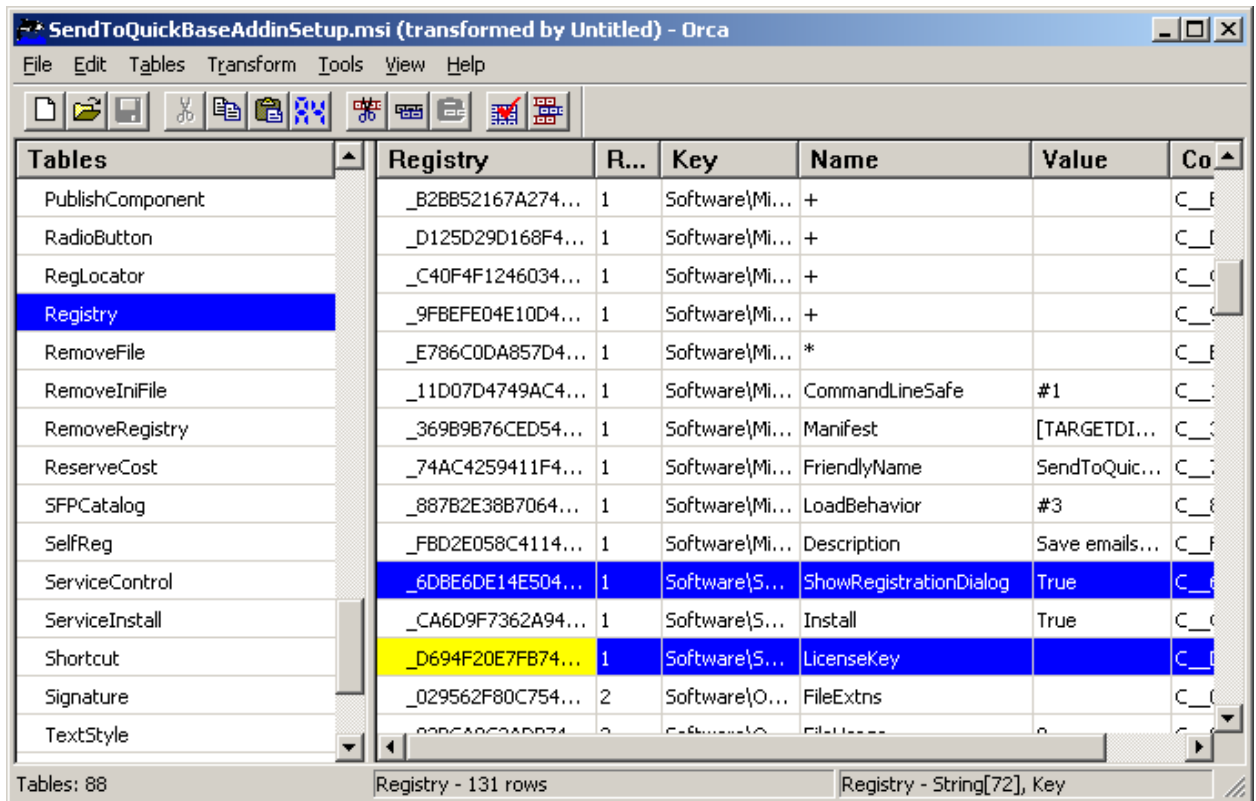 SendToQuickBaseAddinSetup.msi (transformed by Untitled) - Orca
File Edit Tables Transform Tools View Help
Tables Registry R... Key Name Value Co
PublishComponent _B2BB52167A274... 1 Software\Mi... +
RadioButton _D125D29D168F4... 1 Software\Mi... +
RegLocator _C40F4F1246034... 1 Software\Mi... +
Registry _9FBEFE04E10D4... 1 Software\Mi... +
RemoveFile _E786C0DA857D4... 1 Software\Mi... *
RemoveIniFile _11D07D4749AC4... 1 Software\Mi... CommandLineSafe #1
RemoveRegistry _369B9B76CED54... 1 Software\Mi... Manifest [TARGETDI...
ReserveCost _74AC4259411F4... 1 Software\Mi... FriendlyName SendToQuic...
SFPCatalog _887B2E38B7064... 1 Software\Mi... LoadBehavior #3
SelfReg _FBD2E058C4114... 1 Software\Mi... Description Save emails...
ServiceControl _6DBE6DE14E504... 1 Software\S... ShowRegistrationDialog True
ServiceInstall _CA6D9F7362A94... 1 Software\S... Install True
Shortcut _D694F20E7FB74... 1 Software\S... LicenseKey
Signature _029562F80C754... 2 Software\O... FileExtns
TextStyle
Tables: 88 Registry - 131 rows Registry - String[72], Key